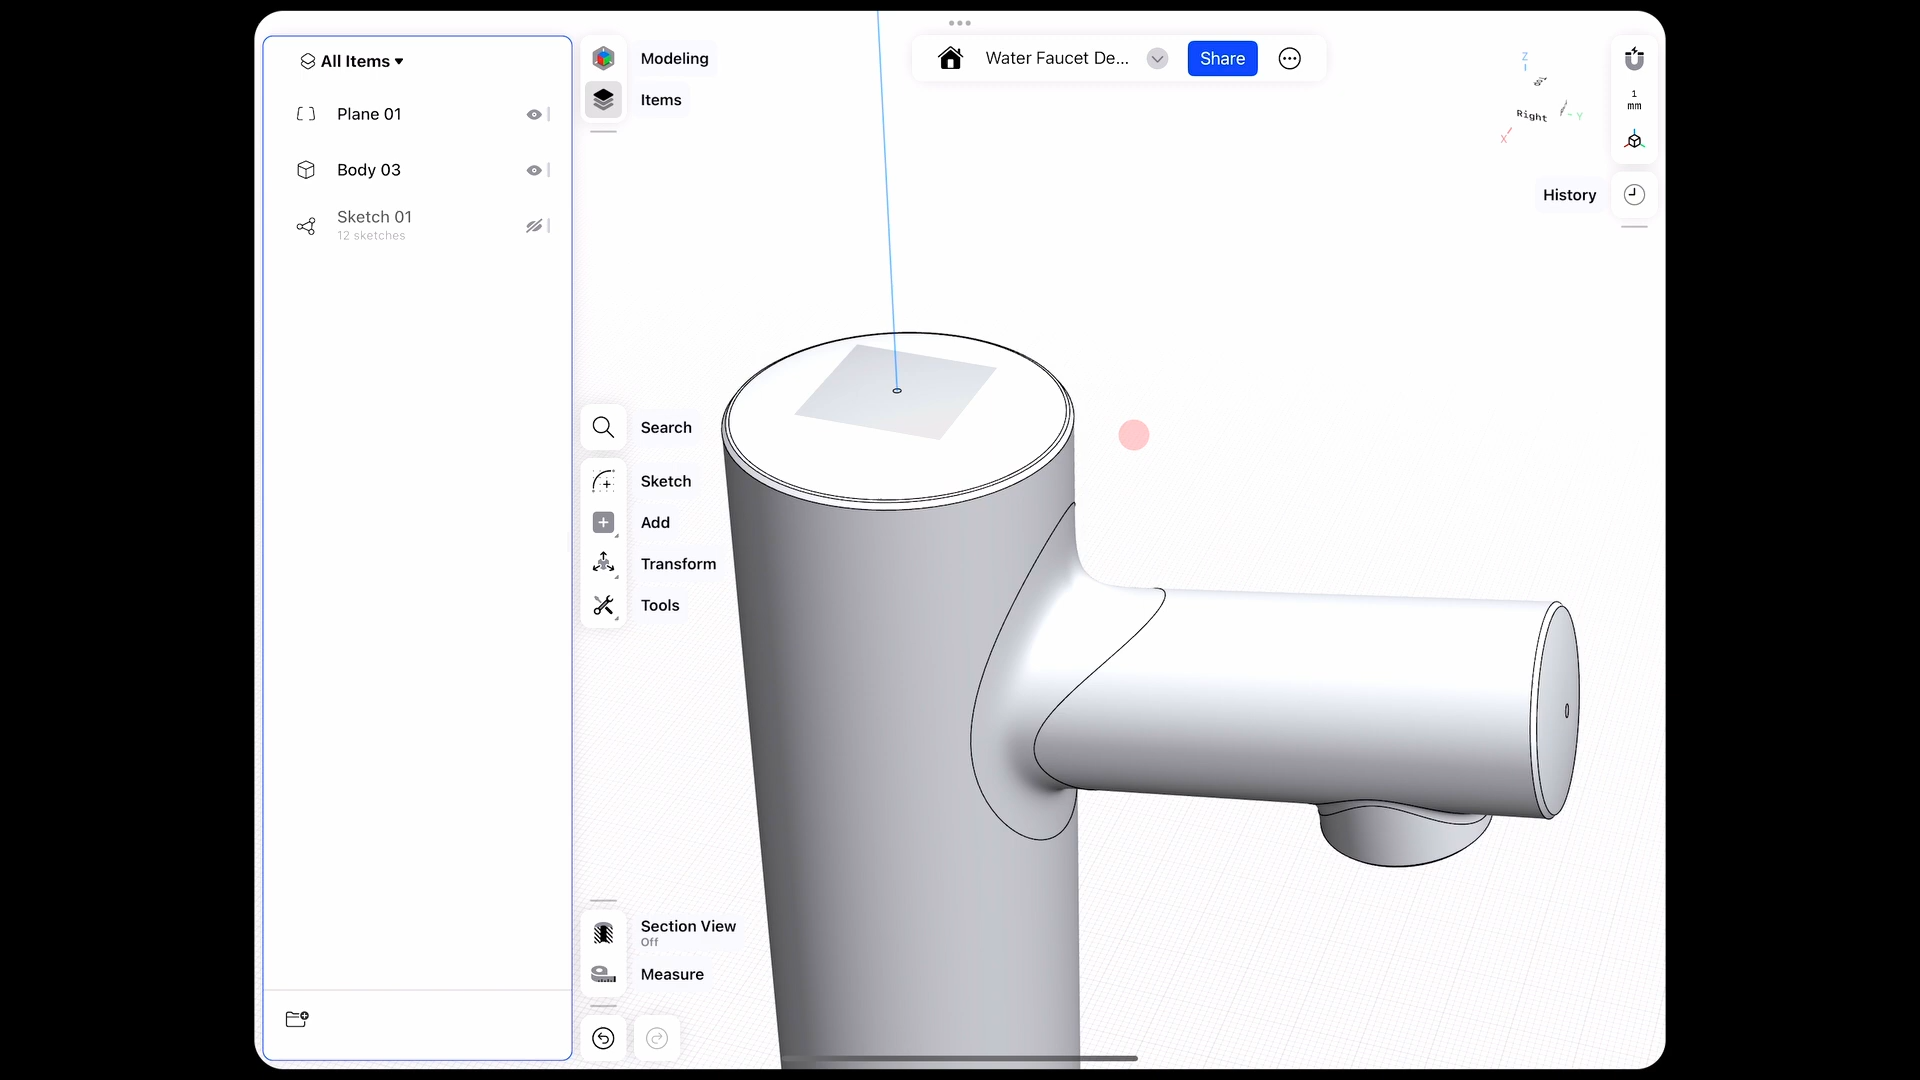 All Items
Plane 01
Body 03
Sketch 01
12 sketches
Modeling
Items
Water Faucet De...
Share
Z
Right
Y
X
1
mm
History
Search
Sketch
Add
Transform
Tools
Section View
Off
Measure